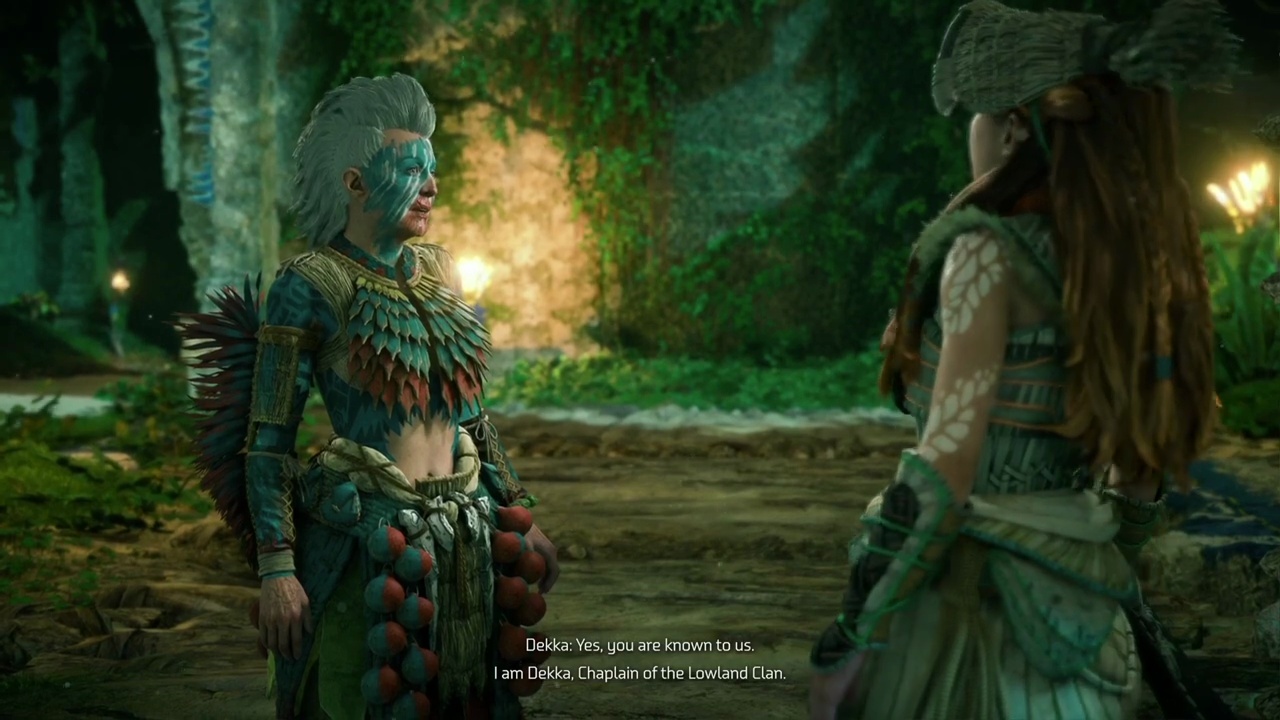 Dekka: Yes, you are known to us.
I am Dekka, Chaplain of the Lowland Clan.